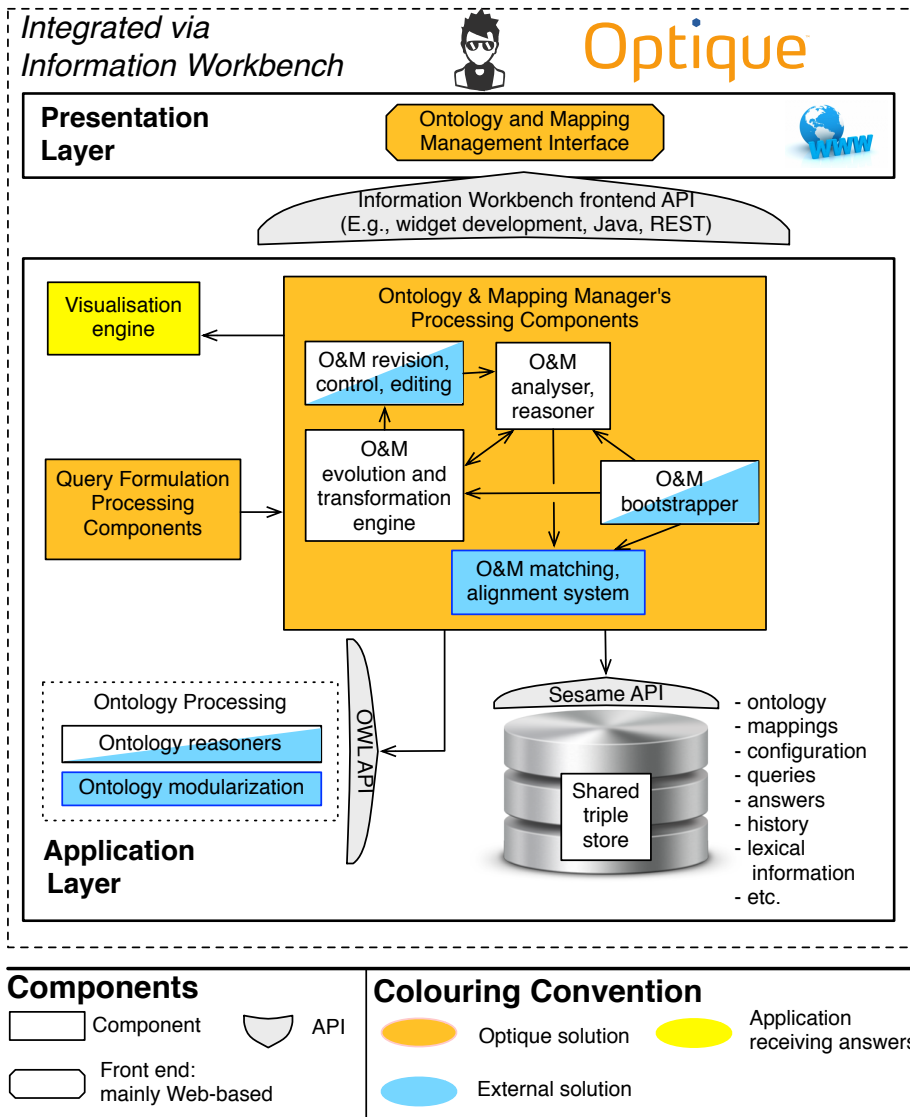 Integrated via
Information Workbench
Optique
Presentation
Layer
Ontology and Mapping
Management Interface
WWW
Information Workbench frontend API
(E.g., widget development, Java, REST)
Visualisation
engine
Ontology & Mapping Manager's
Processing Components
O&M revision,
control, editing
O&M
analyser,
reasoner
O&M
evolution and
transformation
engine
Query Formulation
Processing
Components
O&M
bootstrapper
O&M matching,
alignment system
Ontology Processing
Ontology reasoners
Ontology modularization
OWL API
Sesame API
Shared
triple
store
- ontology
- mappings
- configuration
- queries
- answers
- history
- lexical
information
- etc.
Application
Layer
Components
Component
API
Front end:
mainly Web-based
Colouring Convention
Optique solution
Application
receiving answers
External solution